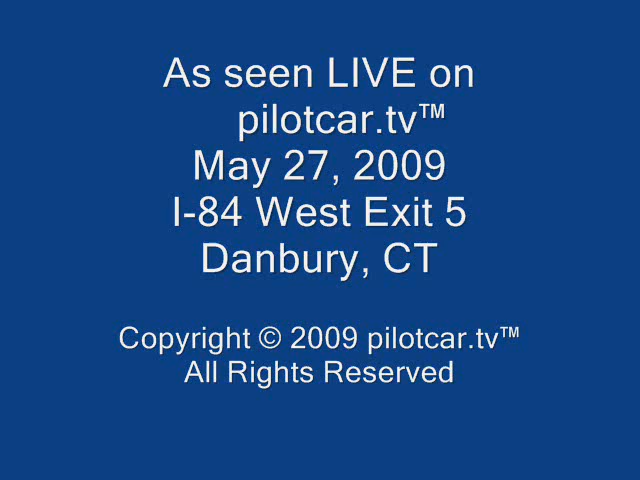 As seen LIVE on
pilotcar.tv™
May 27, 2009
I-84 West Exit 5
Danbury, CT
Copyright © 2009 pilotcar.tv™
All Rights Reserved